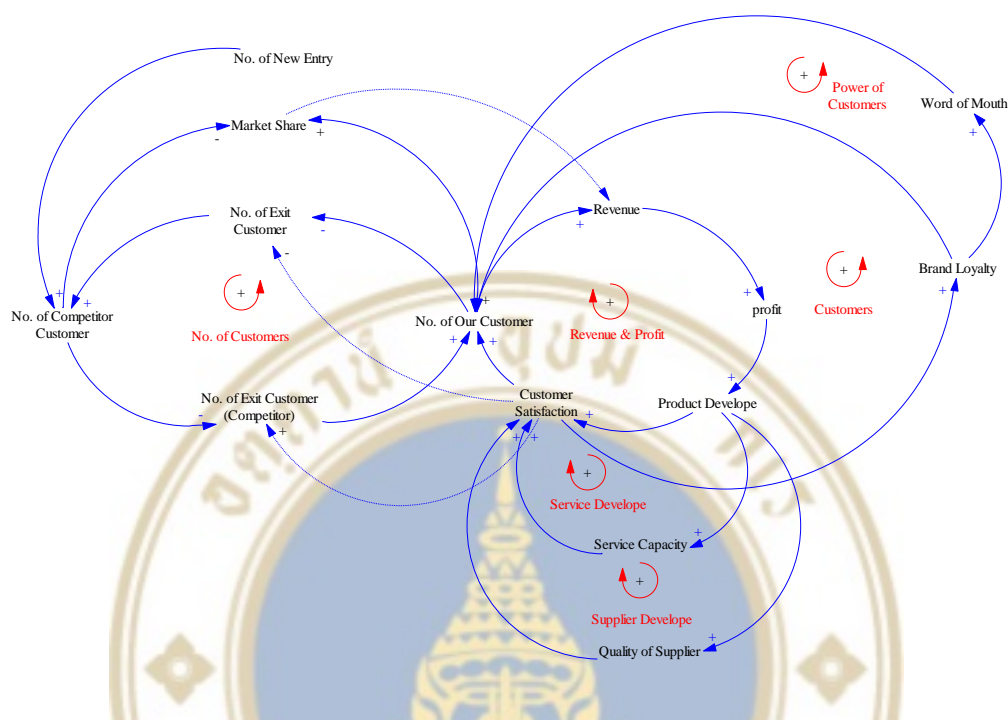 No. of New Entry
Word of Mouth
+
Power of
Customers
+
Market Share
-
+
Revenue
+
No. of Exit
Customer
-
-
Brand Loyalty
+
+
Customers
+
No. of Customers
+
+
No. of Competitor
Customer
+
No. of Our Customer
+
+
+
Revenue & Profit
+
profit
+
No. of Exit Customer
(Competitor)
-
+
Customer
Satisfaction
+
+
+
Product Develope
+
Service Develope
Service Capacity
+
+
Supplier Develope
Quality of Supplier
+